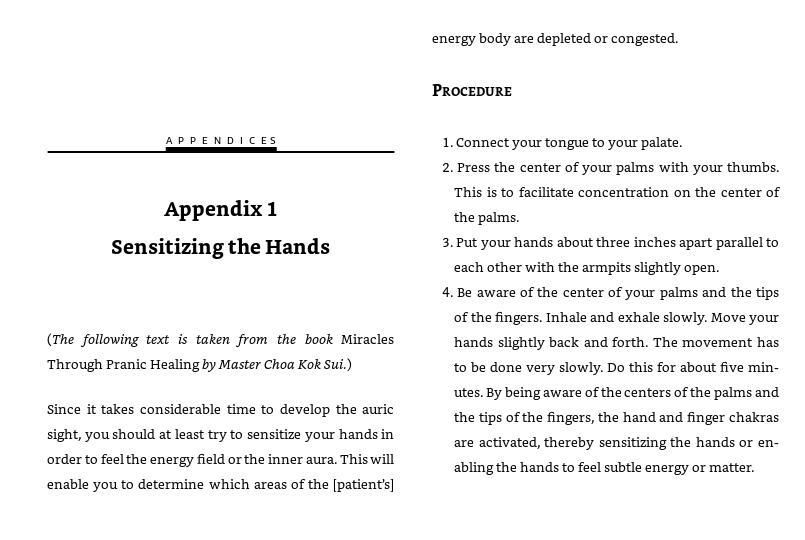 APPENDICES
Appendix 1
Sensitizing the Hands
(The following text is taken from the book Miracles
Through Pranic Healing by Master Choa Kok Sui.)
Since it takes considerable time to develop the auric
sight, you should at least try to sensitize your hands in
order to feel the energy field or the inner aura. This will
enable you to determine which areas of the [patient's]
energy body are depleted or congested.
PROCEDURE
1. Connect your tongue to your palate.
2. Press the center of your palms with your thumbs.
This is to facilitate concentration on the center of
the palms.
3. Put your hands about three inches apart parallel to
each other with the armpits slightly open.
4. Be aware of the center of your palms and the tips
of the fingers. Inhale and exhale slowly. Move your
hands slightly back and forth. The movement has
to be done very slowly. Do this for about five min-
utes. By being aware of the centers of the palms and
the tips of the fingers, the hand and finger chakras
are activated, thereby sensitizing the hands or en-
abling the hands to feel subtle energy or matter.